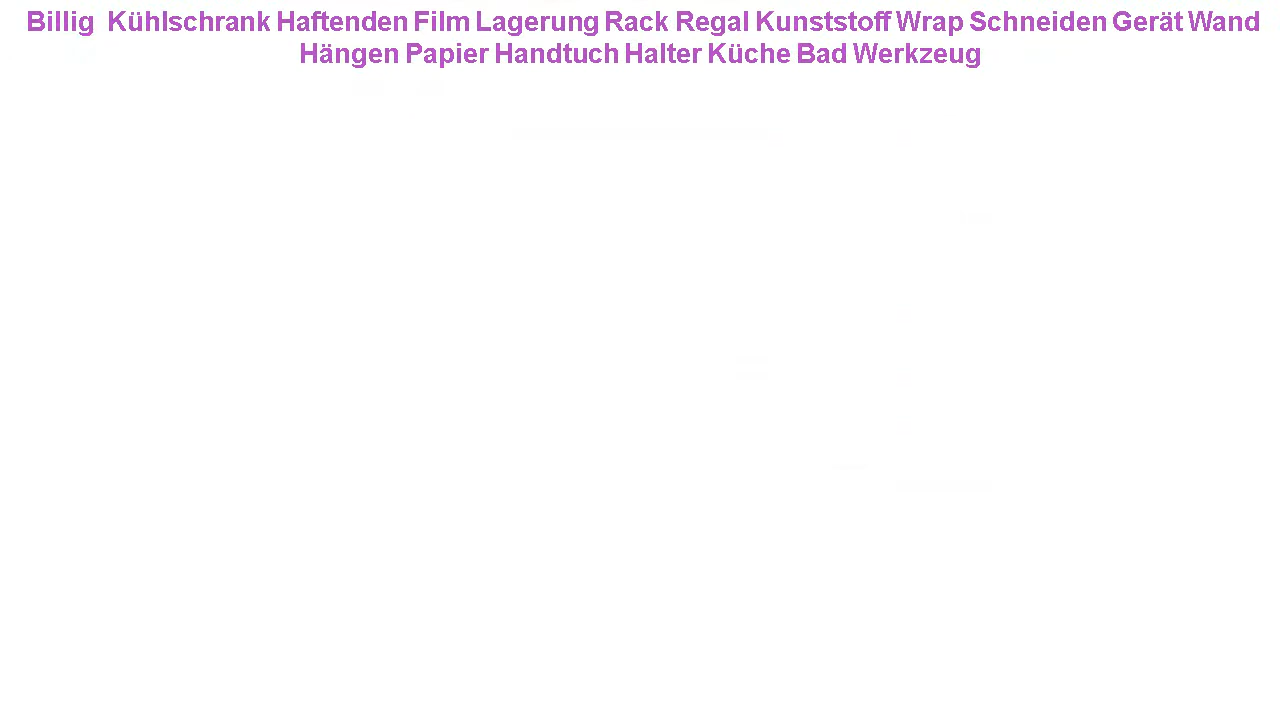 Billig  Kühlschrank Haftenden Film Lagerung Rack Regal Kunststoff Wrap Schneiden Gerät Wand
Hängen Papier Handtuch Halter Küche Bad Werkzeug